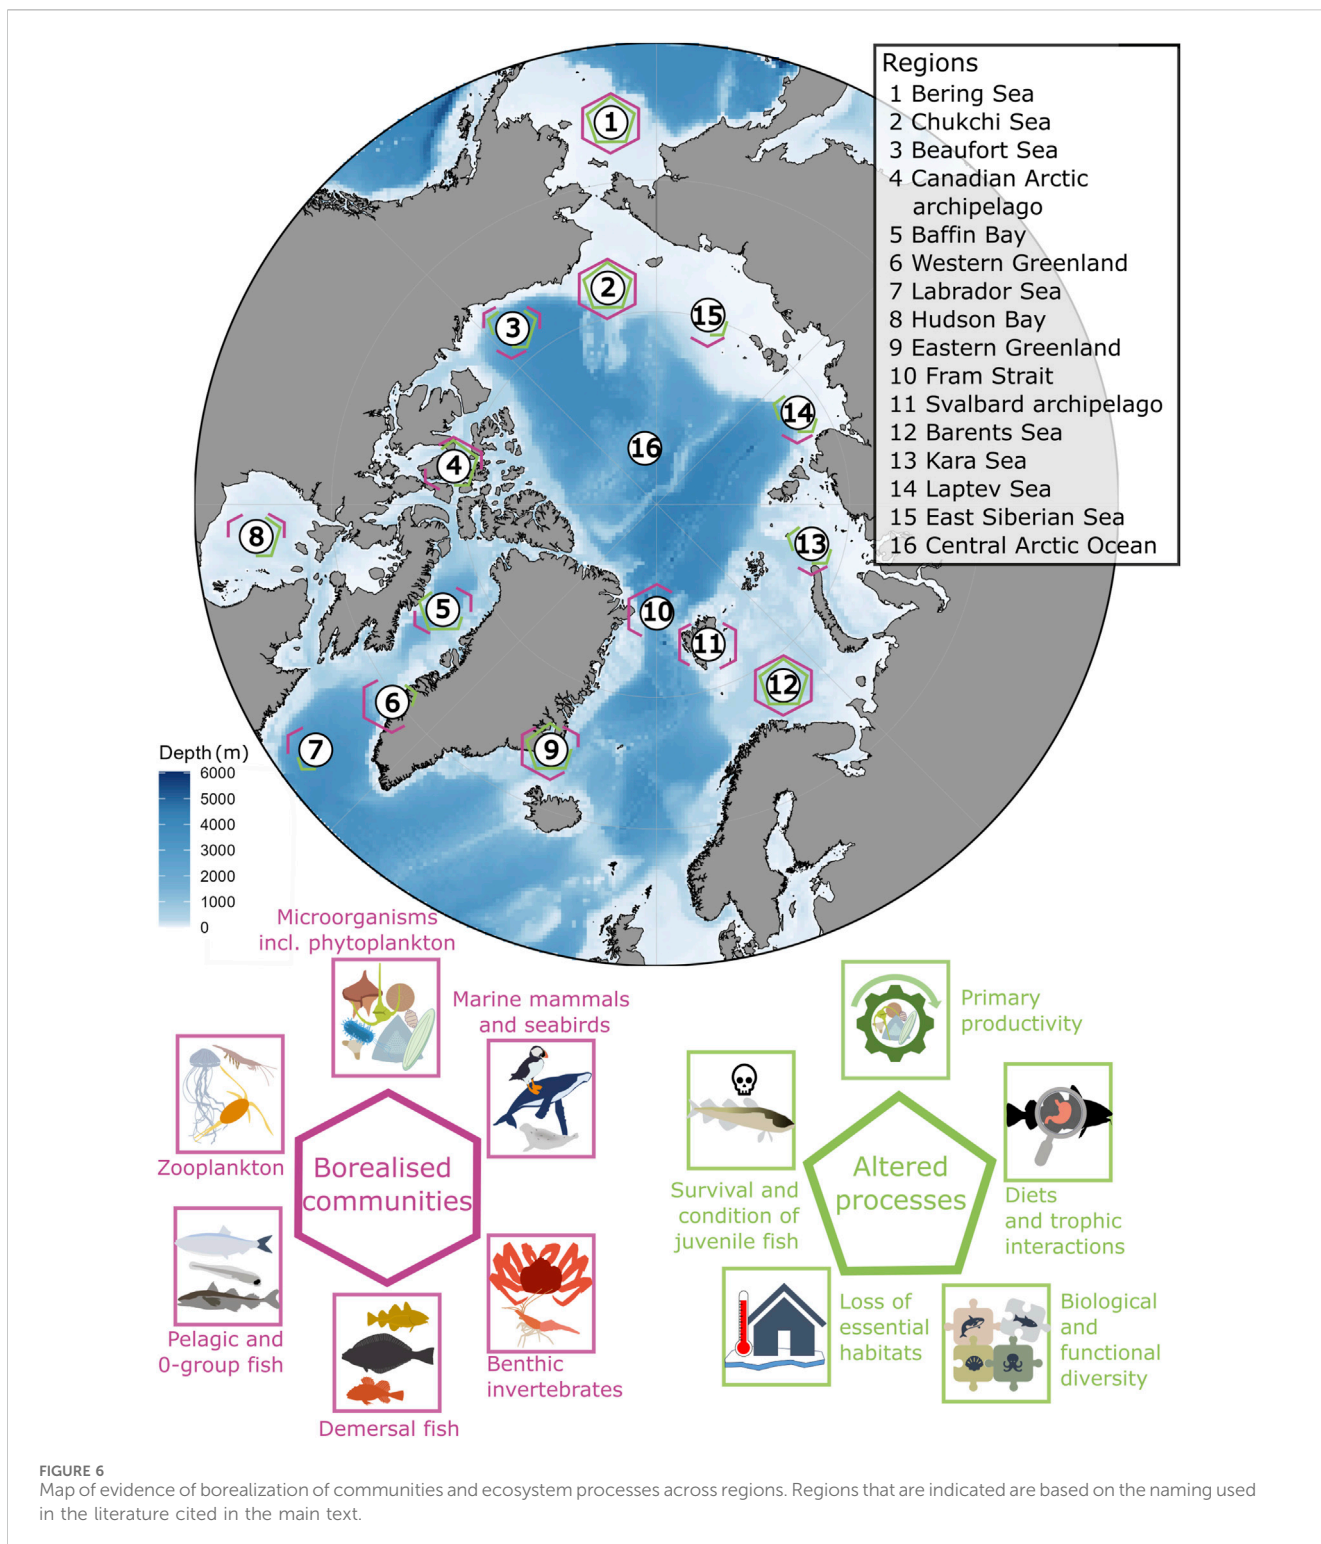 Regions
1 Bering Sea
2 Chukchi Sea
3 Beaufort Sea
4 Canadian Arctic
archipelago
5 Baffin Bay
6 Western Greenland
7 Labrador Sea
8 Hudson Bay
9 Eastern Greenland
10 Fram Strait
11 Svalbard archipelago
12 Barents Sea
13 Kara Sea
14 Laptev Sea
15 East Siberian Sea
16 Central Arctic Ocean
1
2
3
15
14
16
4
8
13
5
10
11
12
6
7
9
Depth (m)
6000
5000
4000
3000
2000
1000
0
Microorganisms
incl. phytoplankton
Marine mammals
and seabirds
Zooplankton
Borealised
communities
Pelagic and
0-group fish
Benthic
invertebrates
Demersal fish
Primary
productivity
Survival and
condition of
juvenile fish
Altered
processes
Diets
and trophic
interactions
Loss of
essential
habitats
Biological
and
functional
diversity
FIGURE 6
Map of evidence of borealization of communities and ecosystem processes across regions. Regions that are indicated are based on the naming used
in the literature cited in the main text.